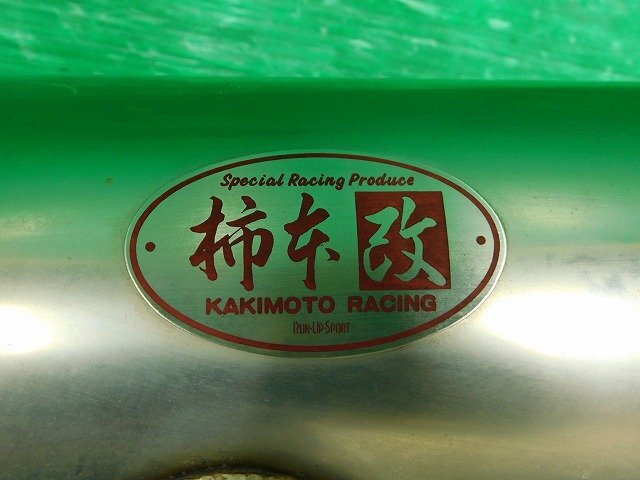 Special Racing Produce
柿本改
KAKIMOTO RACING
RUN-UP-SPORT